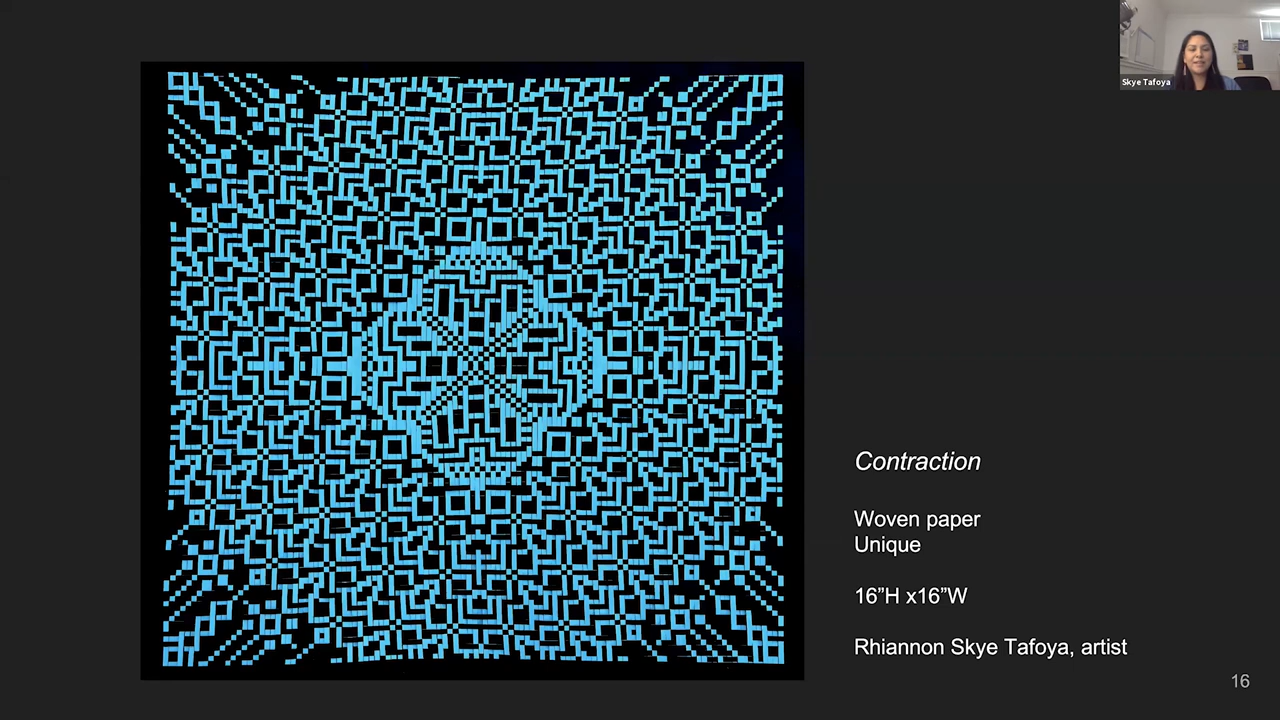 Skye Tafoya
Contraction
Woven paper
Unique
16”H x16”W
Rhiannon Skye Tafoya, artist
16